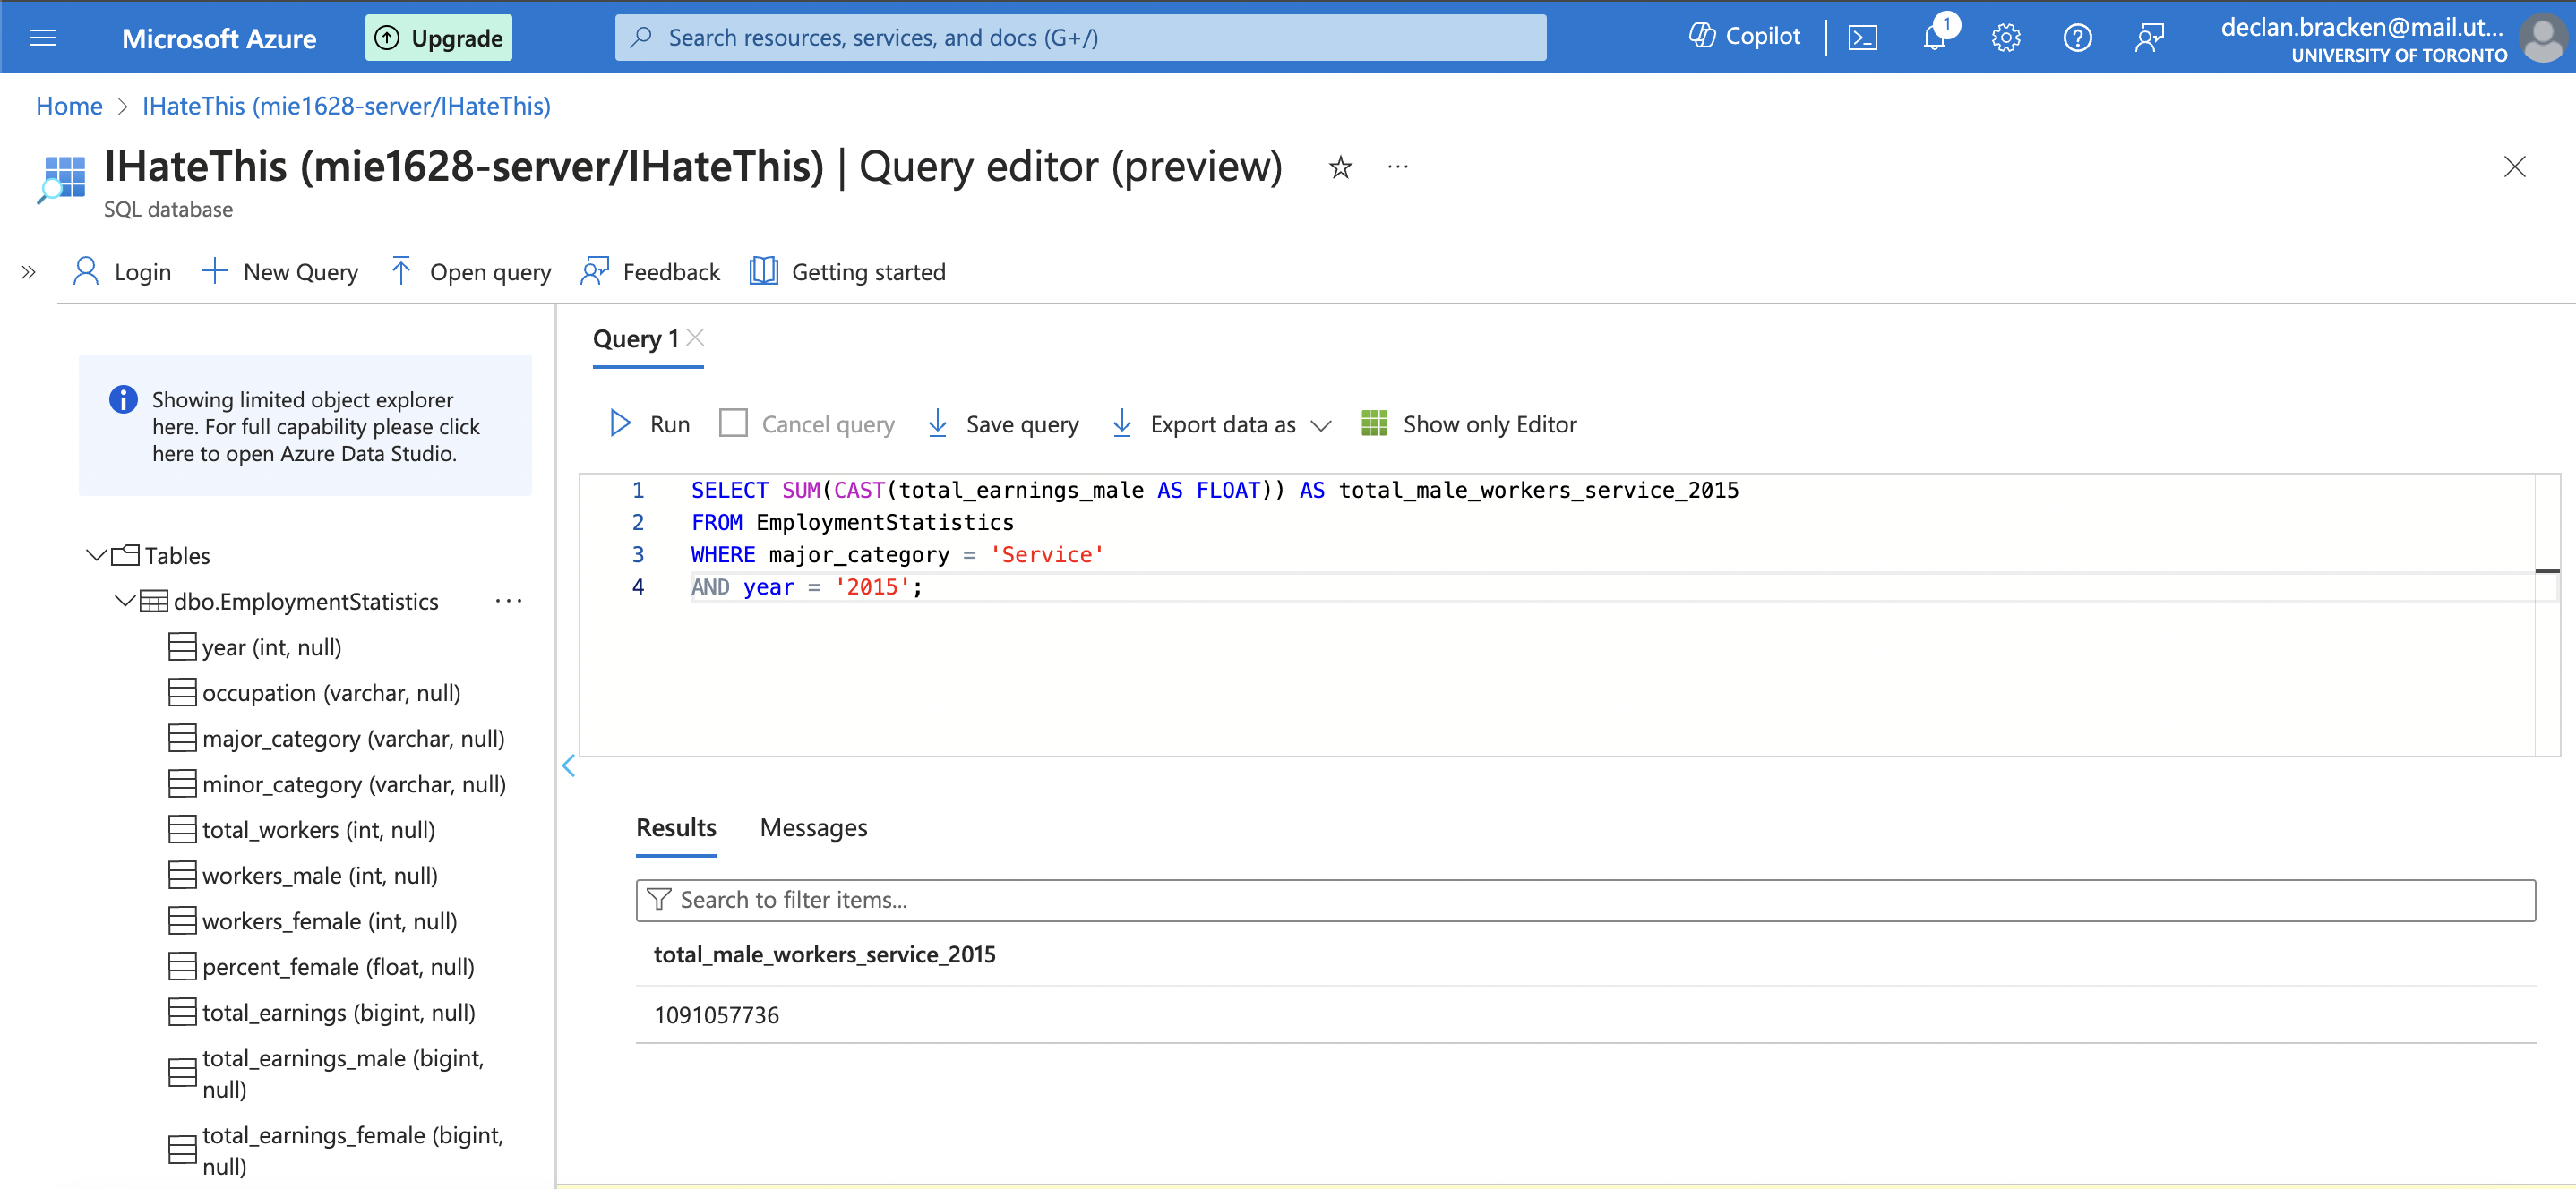 Microsoft Azure
Upgrade
Search resources, services, and docs (G+/)
Copilot
1
declan.bracken@mail.ut...
UNIVERSITY OF TORONTO
Home > IHateThis (mie1628-server/IHateThis)
IHateThis (mie1628-server/IHateThis) | Query editor (preview)
SQL database
Login
New Query
Open query
Feedback
Getting started
Showing limited object explorer
here. For full capability please click
here to open Azure Data Studio.
Tables
dbo.EmploymentStatistics
year (int, null)
occupation (varchar, null)
major_category (varchar, null)
minor_category (varchar, null)
total_workers (int, null)
workers_male (int, null)
workers_female (int, null)
percent_female (float, null)
total_earnings (bigint, null)
total_earnings_male (bigint,
null)
total_earnings_female (bigint,
null)
Query 1
Run
Cancel query
Save query
Export data as
Show only Editor
1 SELECT SUM(CAST(total_earnings_male AS FLOAT)) AS total_male_workers_service_2015
2 FROM EmploymentStatistics
3 WHERE major_category = 'Service'
4 AND year = '2015';
Results
Messages
Search to filter items...
total_male_workers_service_2015
1091057736